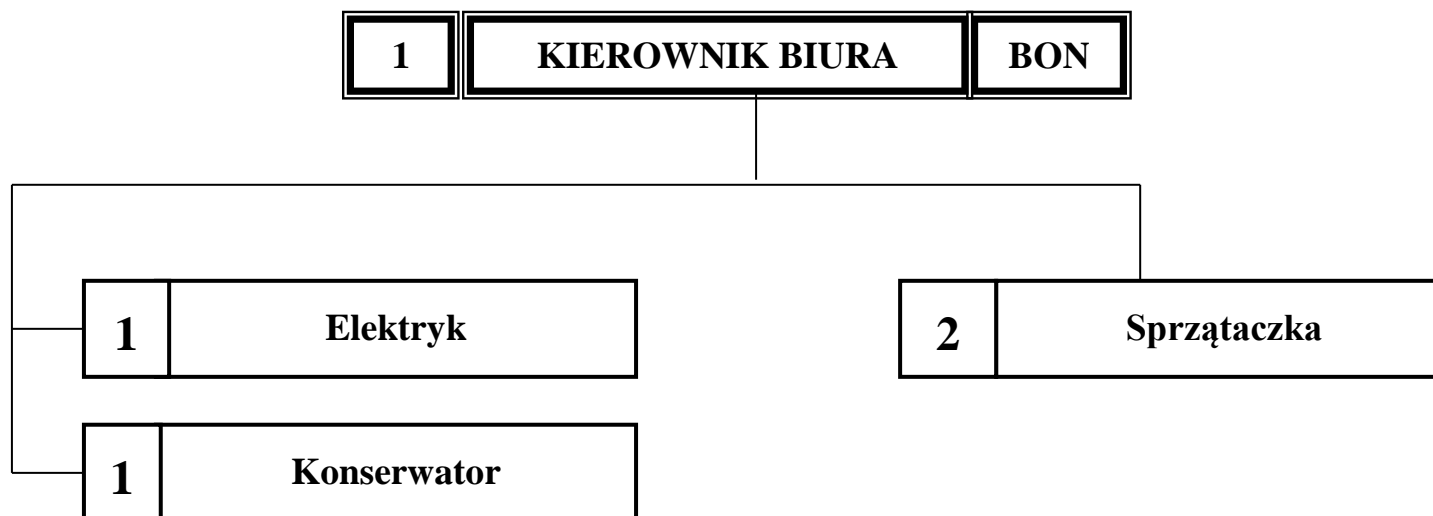 1 KIEROWNIK BIURA BON
1 Elektryk
2 Sprzątaczka
1 Konserwator